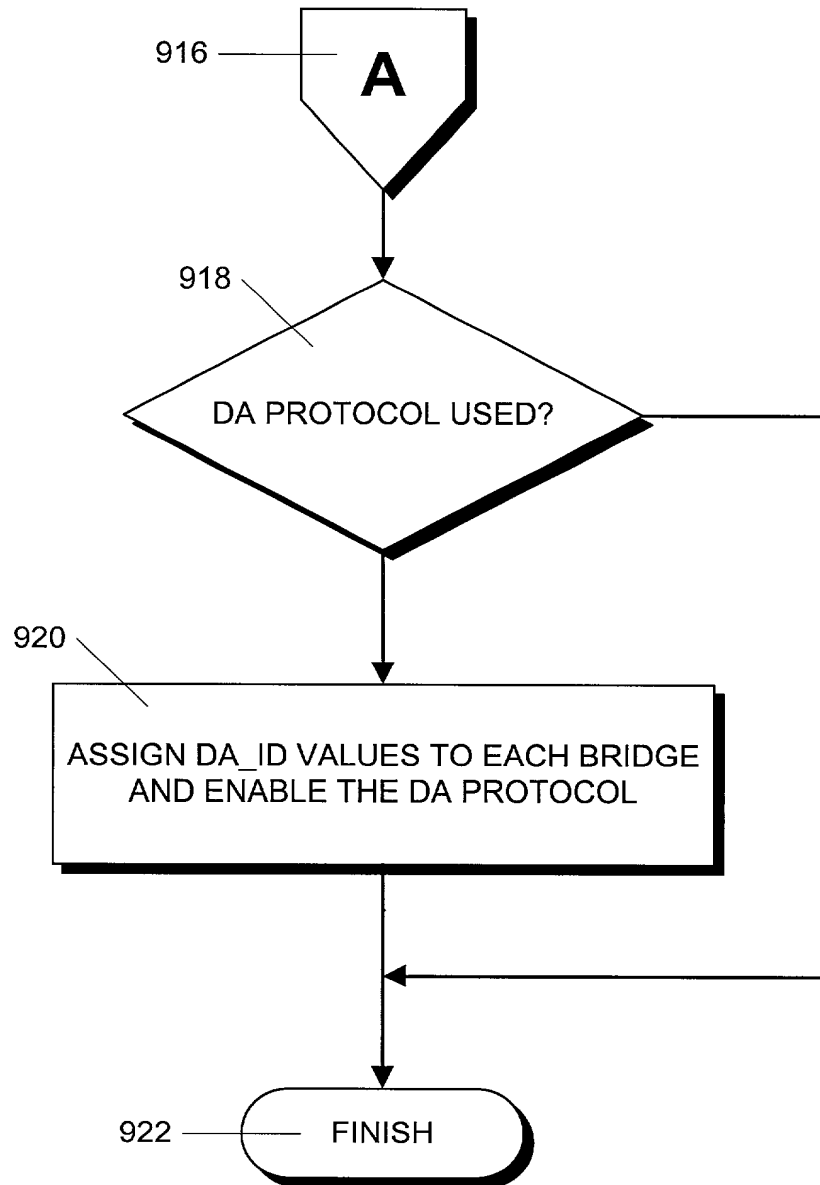 916
A
918
DA PROTOCOL USED?
920
ASSIGN DA_ID VALUES TO EACH BRIDGE
AND ENABLE THE DA PROTOCOL
922
FINISH